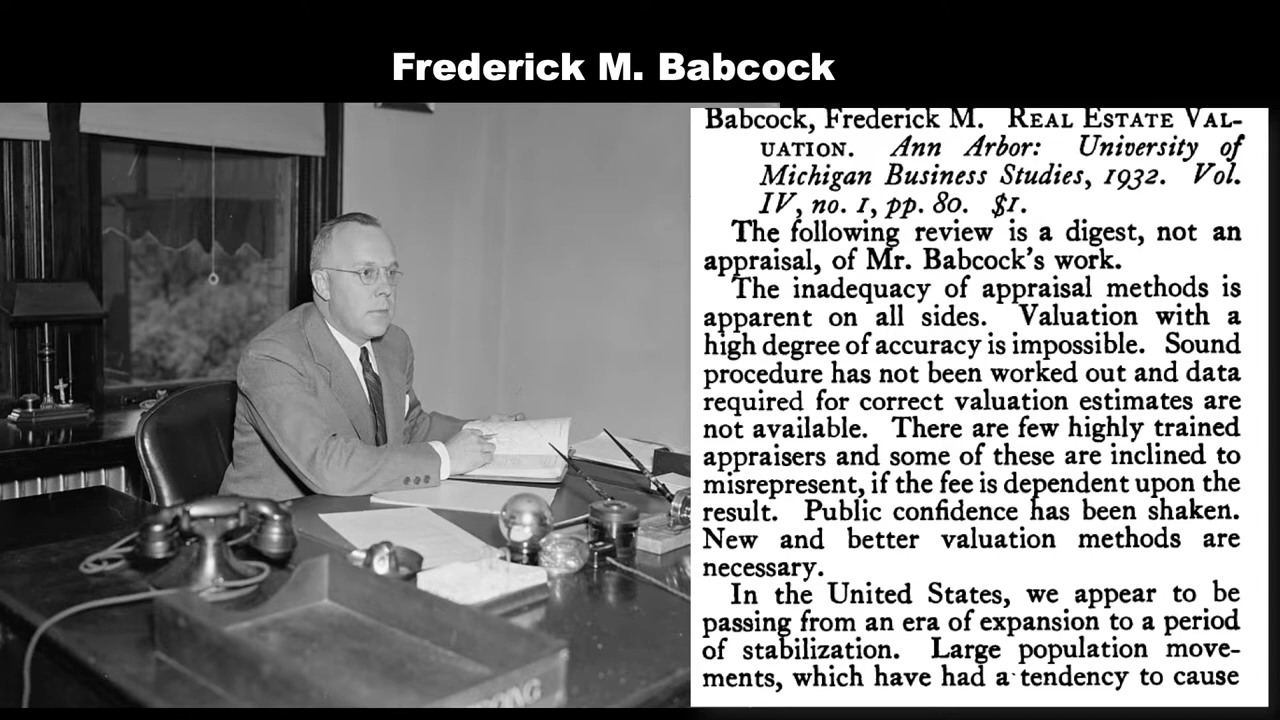 Frederick M. Babcock
Babcock, Frederick M. REAL ESTATE VAL-
UATION. Ann Arbor: University of
Michigan Business Studies, 1932. Vol.
IV, no. 1, pp. 80. $1.
The following review is a digest, not an
appraisal, of Mr. Babcock's work.
The inadequacy of appraisal methods is
apparent on all sides. Valuation with a
high degree of accuracy is impossible. Sound
procedure has not been worked out and data
required for correct valuation estimates are
not available. There are few highly trained
appraisers and some of these are inclined to
misrepresent, if the fee is dependent upon the
result. Public confidence has been shaken.
New and better valuation methods are
necessary.
In the United States, we appear to be
passing from an era of expansion to a period
of stabilization. Large population move-
ments, which have had a tendency to cause